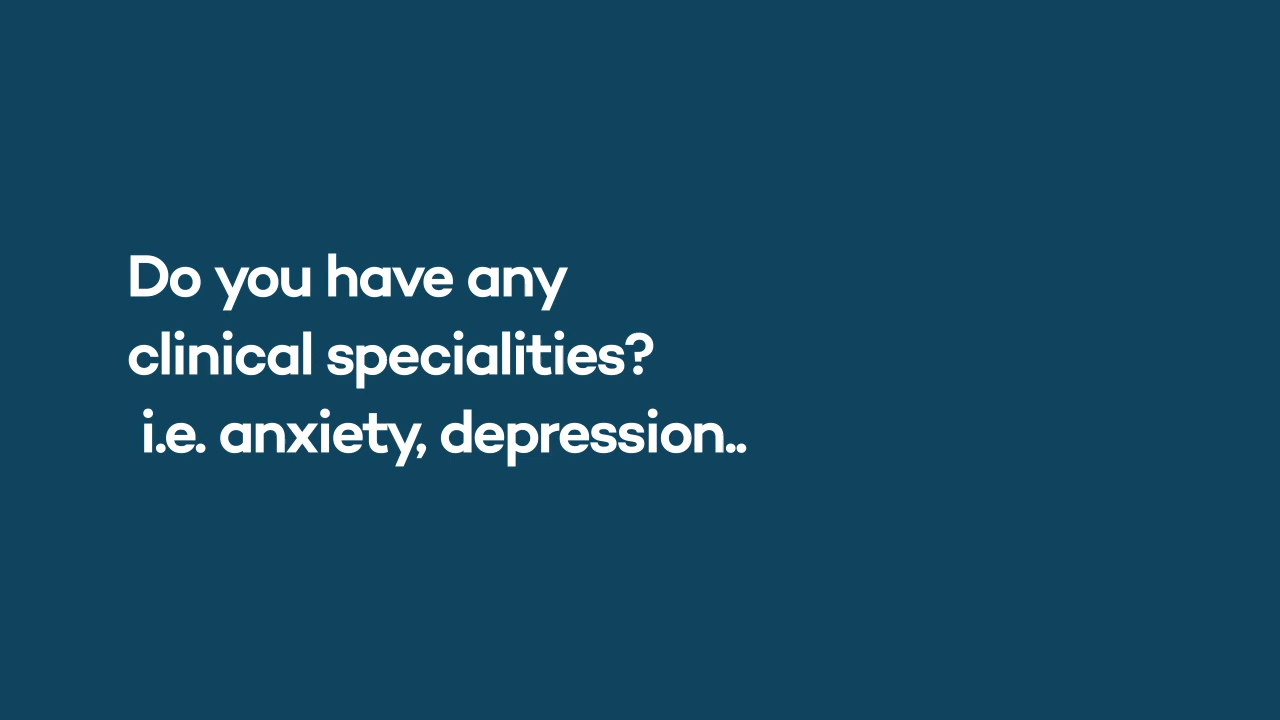 Do you have any
clinical specialities?
i.e. anxiety, depression..